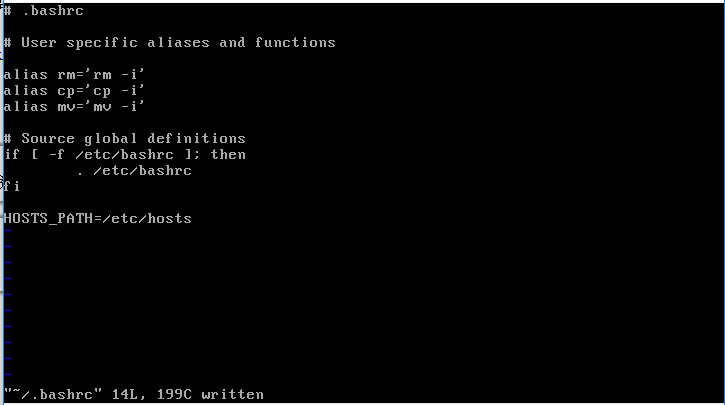 # .bashrc
# User specific aliases and functions
alias rm='rm -i'
alias cp='cp -i'
alias mv='mv -i'
# Source global definitions
if [ -f /etc/bashrc ]; then
. /etc/bashrc
fi
HOSTS_PATH=/etc/hosts
~
~
~
~
~
~
~
~
~
~
"~/.bashrc" 14L, 199C written